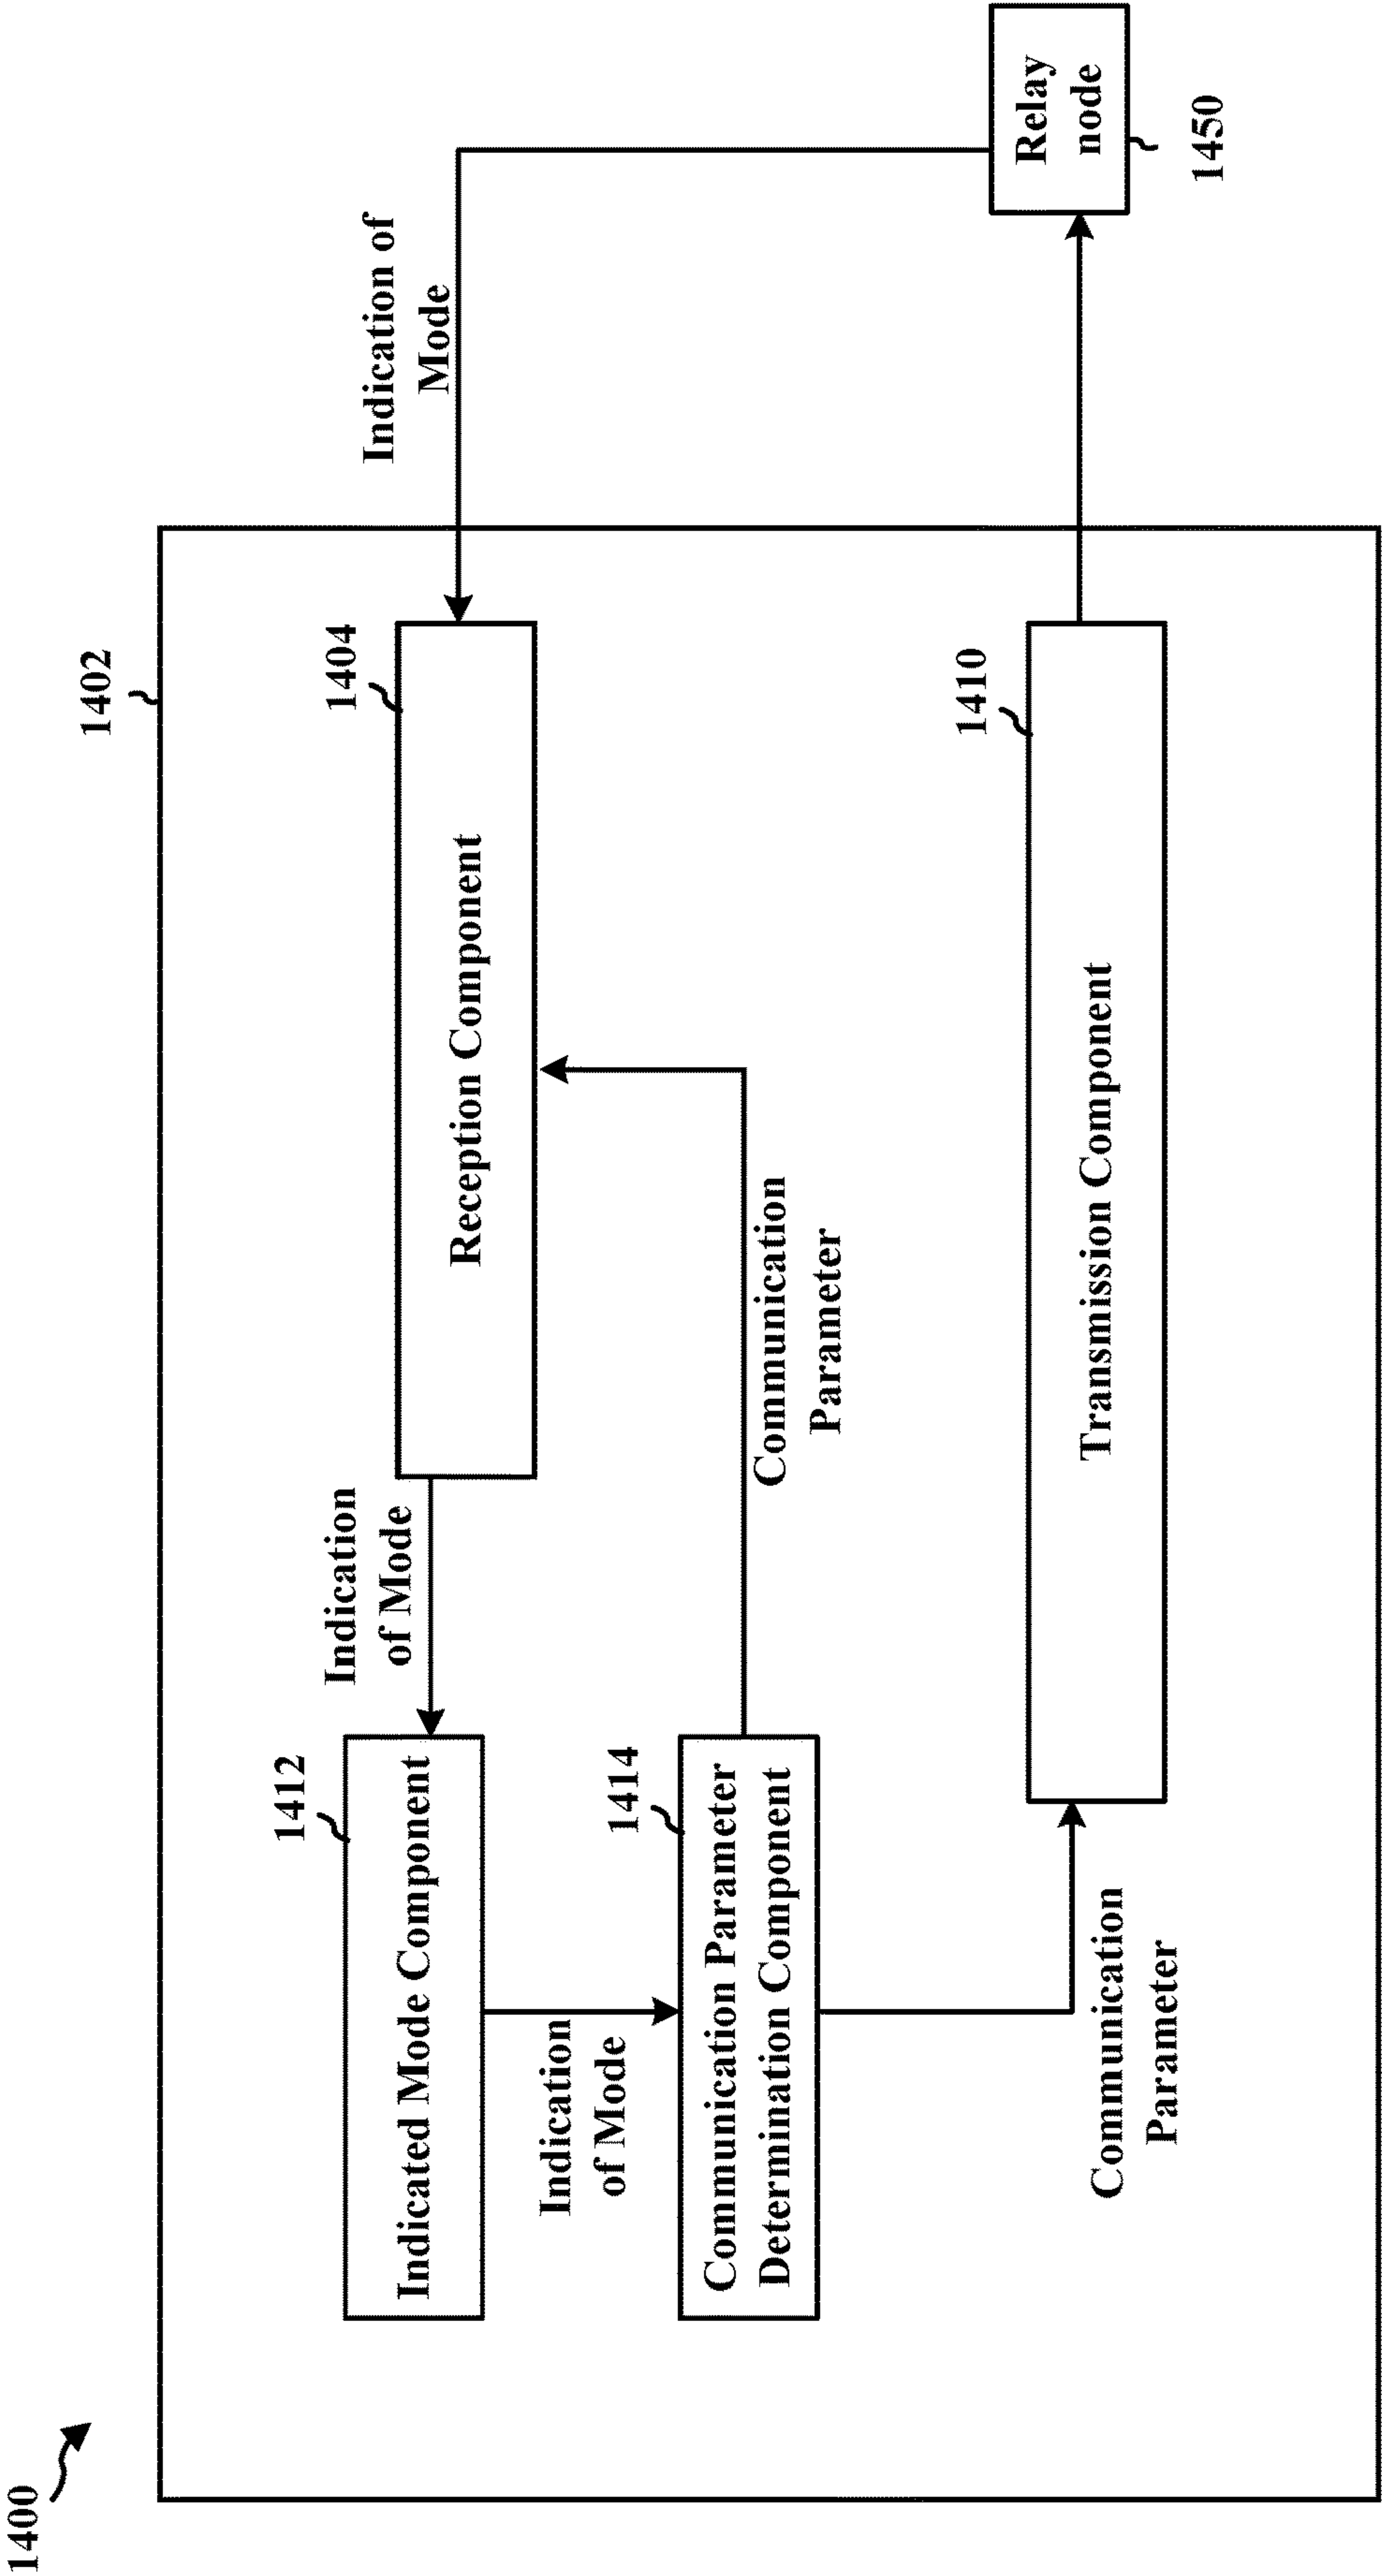 1400
1402
1412
Indicated Mode Component
Indication
of Mode
1404
Reception Component
Indication of
Mode
Indication
of Mode
1414
Communication Parameter
Determination Component
Communication
Parameter
Communication
Parameter
1410
Transmission Component
Relay
node
1450